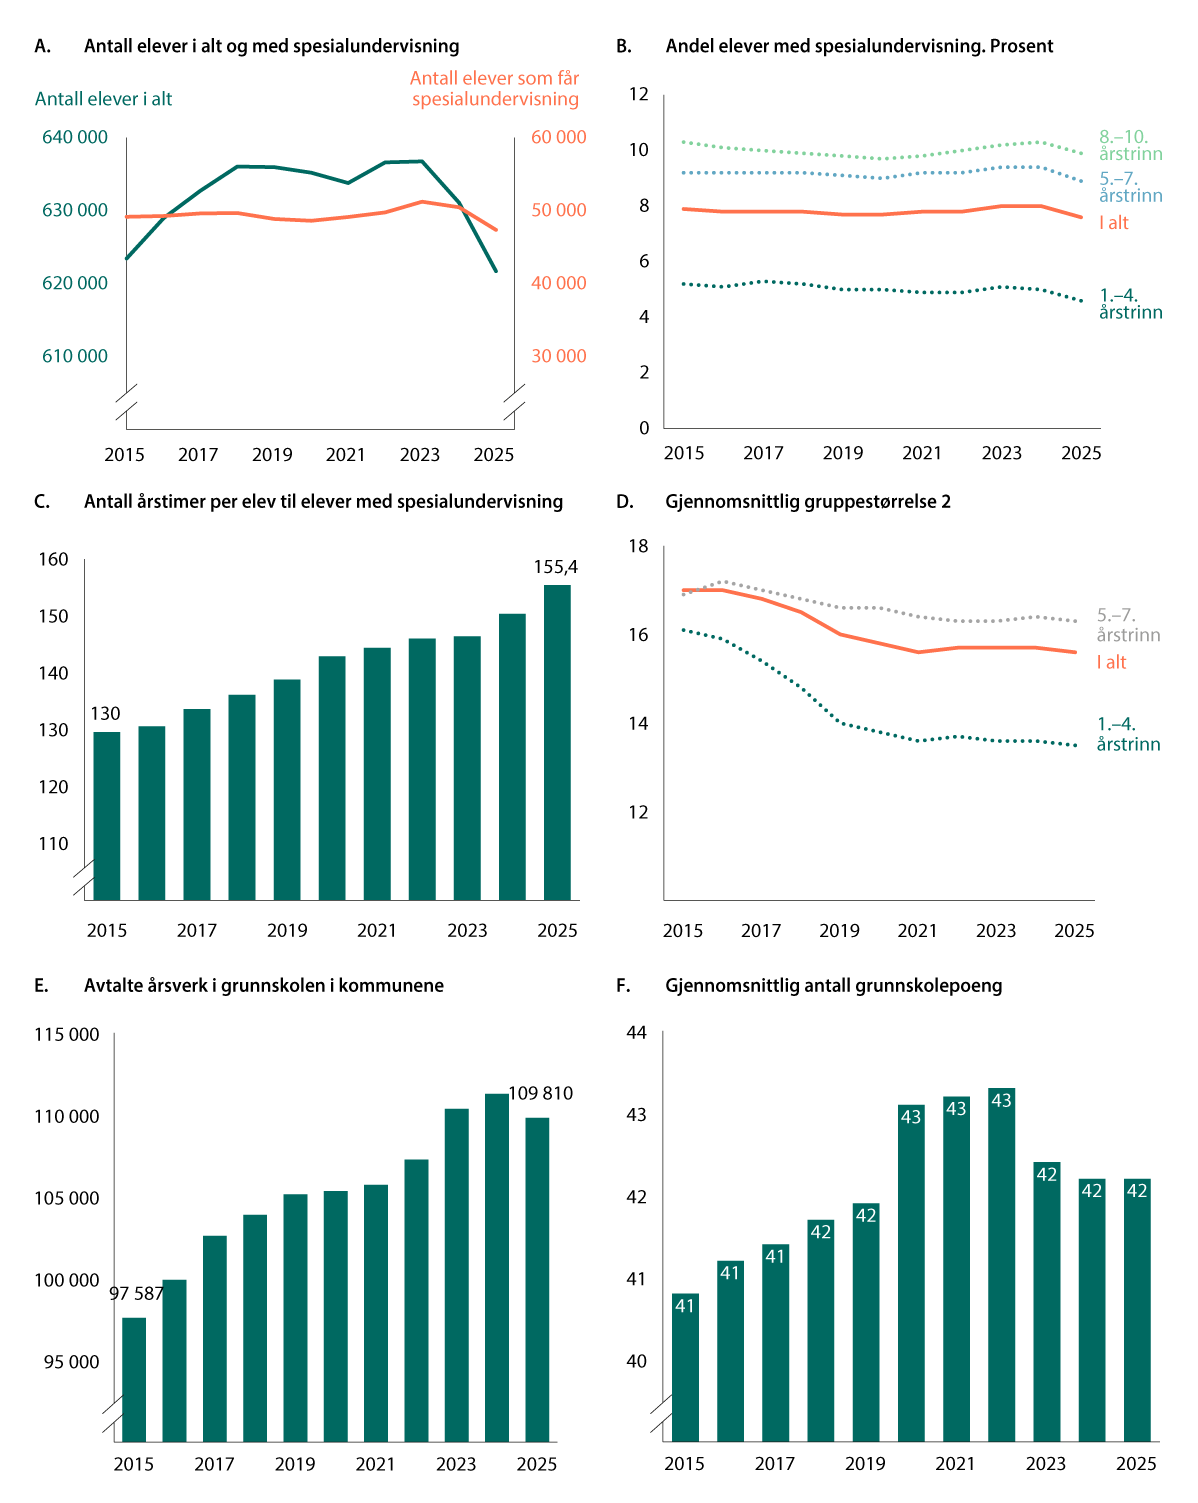 A. Antall elever i alt og med spesialundervisning
Antall elever i alt
Antall elever som får
spesialundervisning
640 000
630 000
620 000
610 000
60 000
50 000
40 000
30 000
2015 2017 2019 2021 2023 2025
B. Andel elever med spesialundervisning. Prosent
12
10
8
6
4
2
0
8.–10.
årstrinn
5.–7.
årstrinn
I alt
1.–4.
årstrinn
2015 2017 2019 2021 2023 2025
C. Antall årstimer per elev til elever med spesialundervisning
160
150
140
130
120
110
130
155,4
2015 2017 2019 2021 2023 2025
D. Gjennomsnittlig gruppestørrelse 2
18
16
14
12
5.–7.
årstrinn
I alt
1.–4.
årstrinn
2015 2017 2019 2021 2023 2025
E. Avtalte årsverk i grunnskolen i kommunene
115 000
110 000
105 000
100 000
95 000
97 587
109 810
2015 2017 2019 2021 2023 2025
F. Gjennomsnittlig antall grunnskolepoeng
44
43
42
41
40
41 41 41 42 42 43 43 43 42 42 42
2015 2017 2019 2021 2023 2025